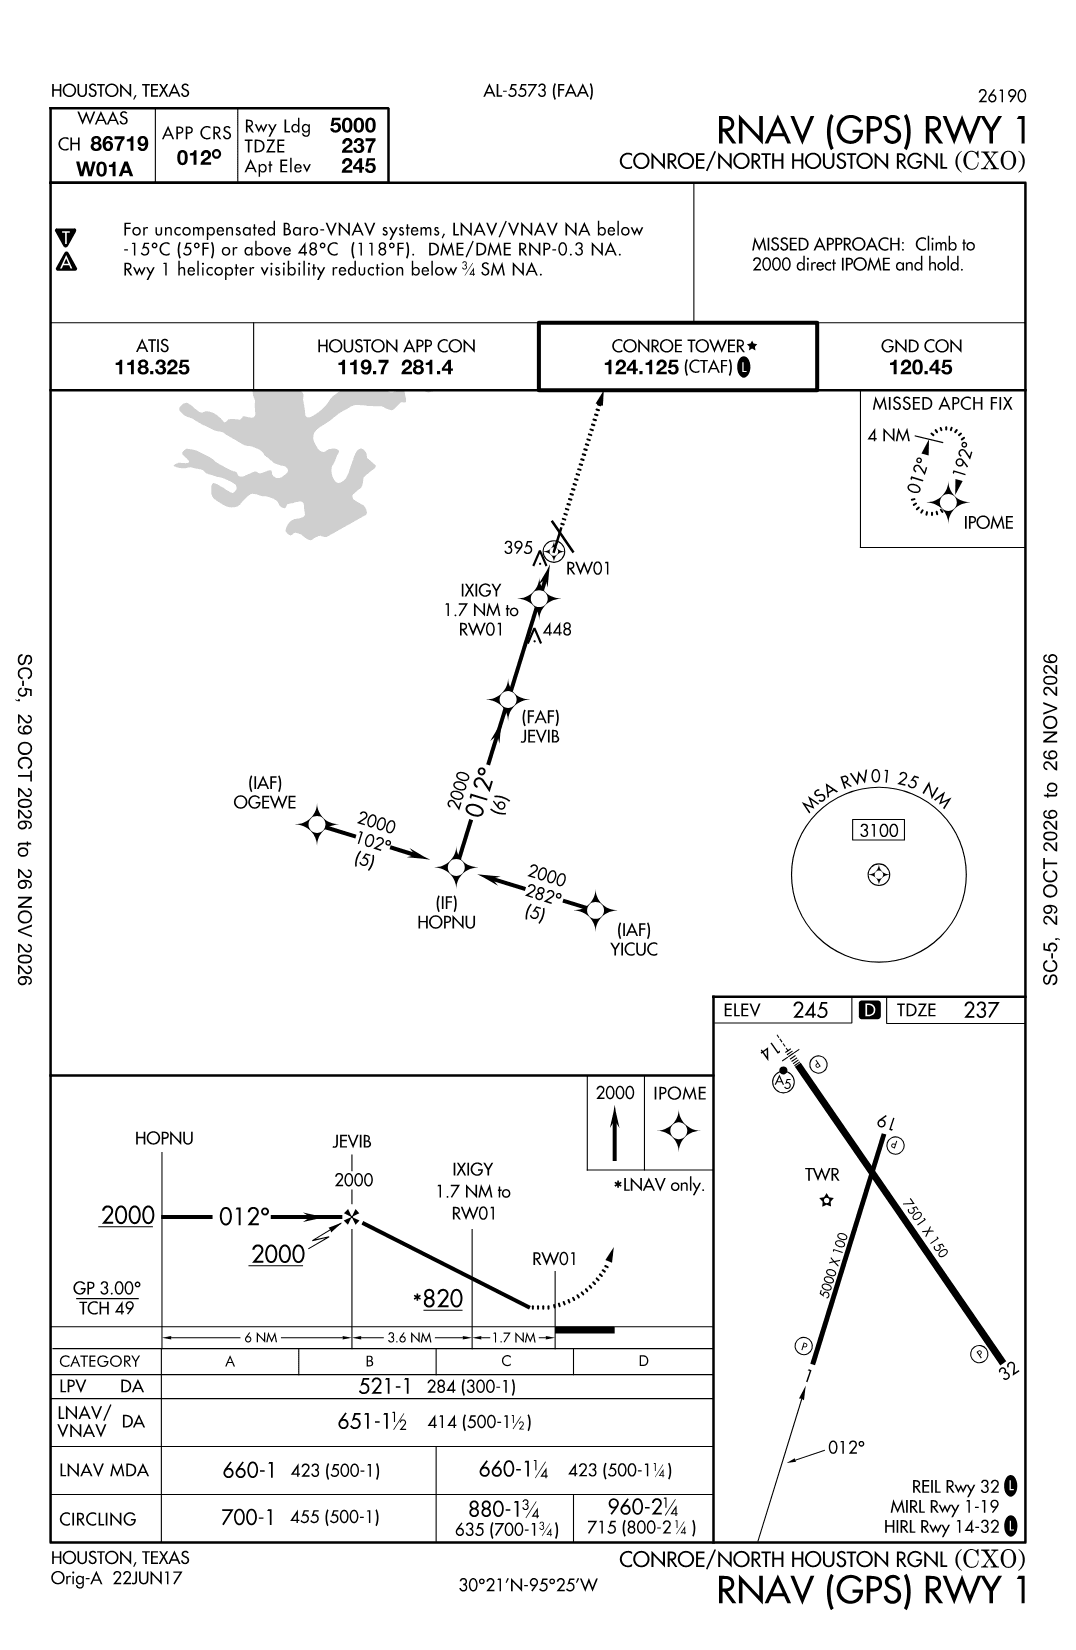 HOUSTON, TEXAS
AL-5573 (FAA)
26190
WAAS
CH 86719
W01A
APP CRS
012°
Rwy Ldg 5000
TDZE 237
Apt Elev 245
RNAV (GPS) RWY 1
CONROE/NORTH HOUSTON RGNL (CXO)
T
A
For uncompensated Baro-VNAV systems, LNAV/VNAV NA below
-15°C (5°F) or above 48°C (118°F). DME/DME RNP-0.3 NA.
Rwy 1 helicopter visibility reduction below ¾ SM NA.
MISSED APPROACH: Climb to
2000 direct IPOME and hold.
ATIS
118.325
HOUSTON APP CON
119.7 281.4
CONROE TOWER★
124.125 (CTAF) L
GND CON
120.45
MISSED APCH FIX
4 NM
012°
192°
IPOME
395
RW01
IXIGY
1.7 NM to
RW01
448
(FAF)
JEVIB
2000
012°
(6)
(IAF)
OGEWE
2000
102°
(5)
(IF)
HOPNU
2000
282°
(5)
(IAF)
YICUC
MSA RW01 25 NM
3100
SC-5, 29 OCT 2026 to 26 NOV 2026
SC-5, 29 OCT 2026 to 26 NOV 2026
ELEV 245
D
TDZE 237
14
P
A5
19
P
TWR
7501 X 150
5000 X 100
P
P
1
32
012°
REIL Rwy 32 L
MIRL Rwy 1-19
HIRL Rwy 14-32 L
2000
IPOME
*LNAV only.
HOPNU
JEVIB
2000
IXIGY
1.7 NM to
RW01
RW01
2000
012°
2000
*820
GP 3.00°
TCH 49
6 NM
3.6 NM
1.7 NM
CATEGORY A B C D
LPV DA 521-1 284 (300-1)
LNAV/
VNAV DA 651-1½ 414 (500-1½)
LNAV MDA 660-1 423 (500-1) 660-1¼ 423 (500-1¼)
CIRCLING 700-1 455 (500-1) 880-1¾ 635 (700-1¾) 960-2¼ 715 (800-2¼)
HOUSTON, TEXAS
Orig-A 22JUN17
30°21'N-95°25'W
CONROE/NORTH HOUSTON RGNL (CXO)
RNAV (GPS) RWY 1